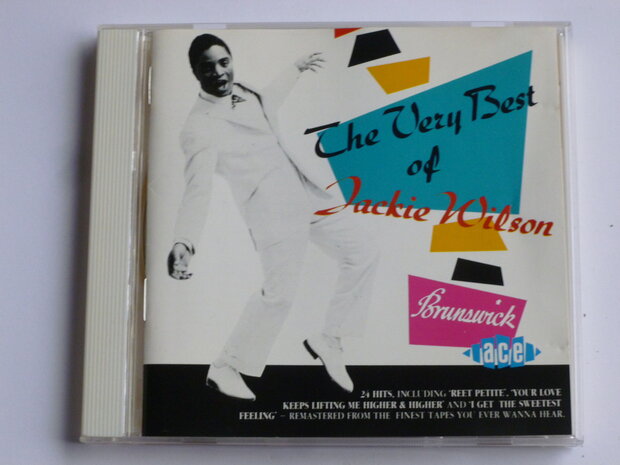 The Very Best
of
Jackie Wilson
Brunswick
ace
24 HITS, INCLUDING 'REET PETITE', 'YOUR LOVE
KEEPS LIFTING ME HIGHER & HIGHER' AND 'I GET THE SWEETEST
FEELING' – REMASTERED FROM THE FINEST TAPES YOU EVER WANNA HEAR.